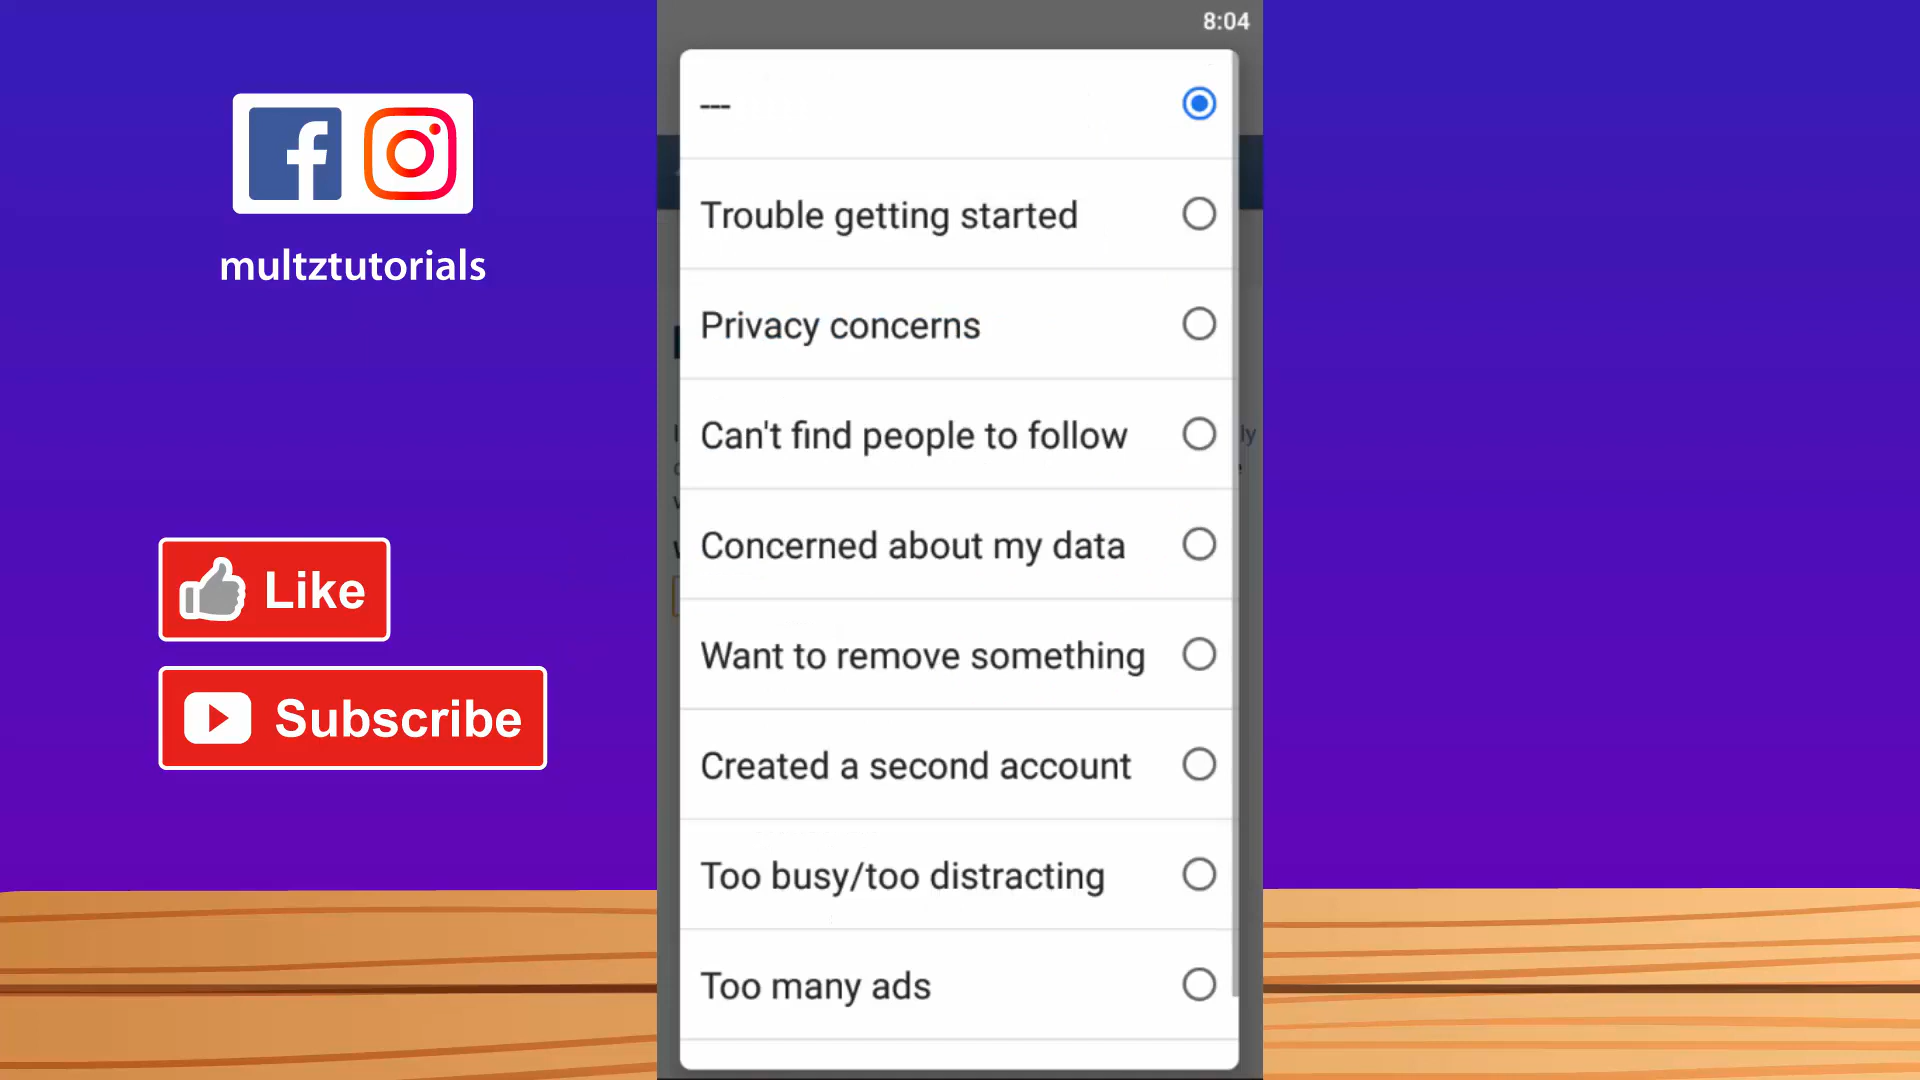 8:04
multztutorials
Like
Subscribe
---
Trouble getting started
Privacy concerns
Can't find people to follow
Concerned about my data
Want to remove something
Created a second account
Too busy/too distracting
Too many ads
ly